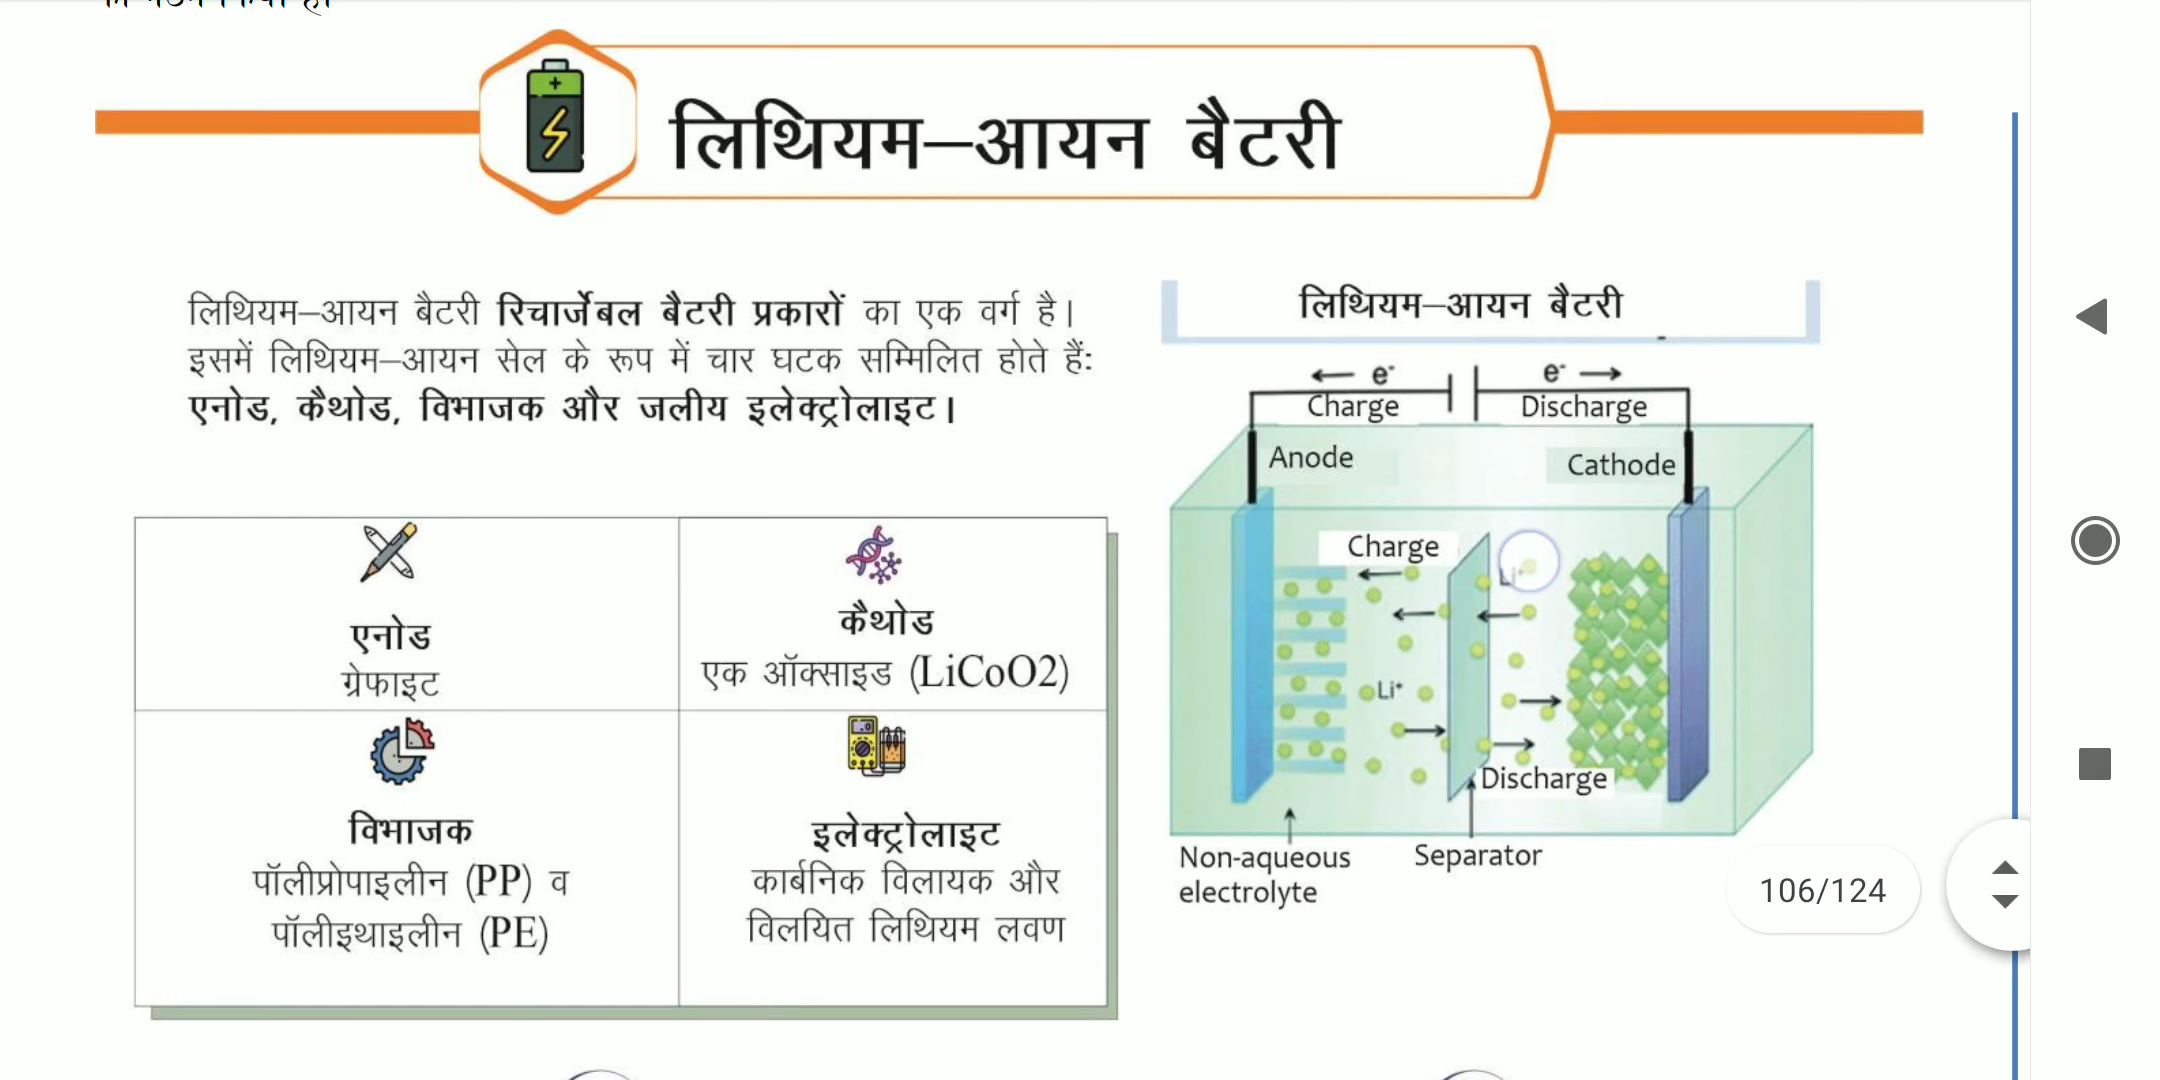 लिथियम–आयन बैटरी
लिथियम–आयन बैटरी रिचार्जेबल बैटरी प्रकारों का एक वर्ग है।
इसमें लिथियम–आयन सेल के रूप में चार घटक सम्मिलित होते हैं:
एनोड, कैथोड, विभाजक और जलीय इलेक्ट्रोलाइट।
एनोड
ग्रेफाइट
कैथोड
एक ऑक्साइड (LiCoO2)
विभाजक
पॉलीप्रोपाइलीन (PP) व
पॉलीइथाइलीन (PE)
इलेक्ट्रोलाइट
कार्बनिक विलायक और
विलयित लिथियम लवण
लिथियम–आयन बैटरी
e⁻ e⁻
Charge Discharge
Anode Cathode
Charge
Li⁺
Li⁺
Discharge
Non-aqueous
electrolyte
Separator
106/124